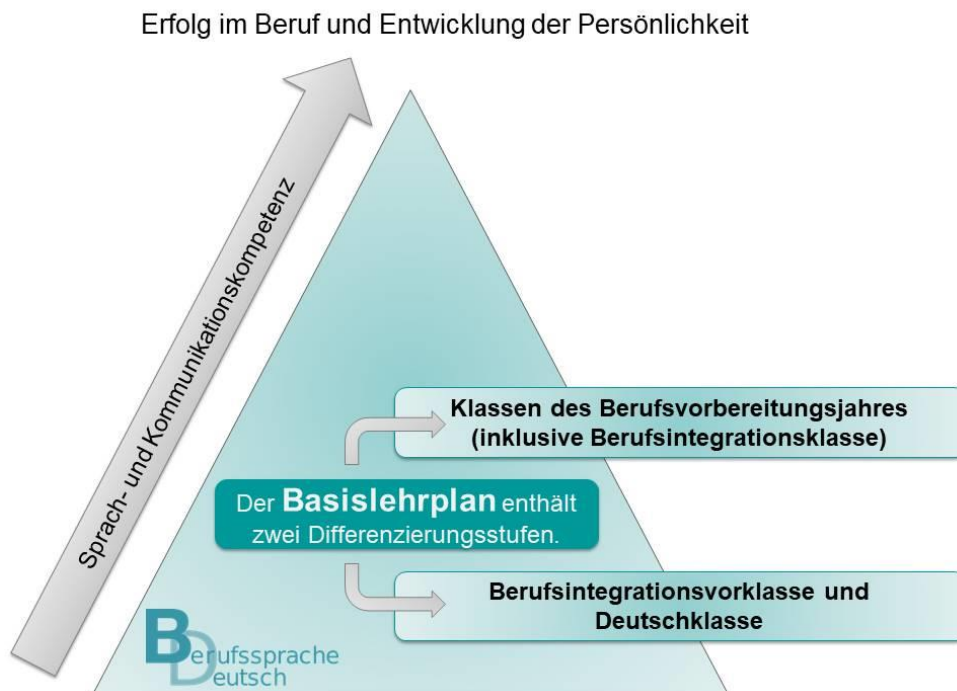 Erfolg im Beruf und Entwicklung der Persönlichkeit
Sprach- und Kommunikationskompetenz
Klassen des Berufsvorbereitungsjahres
(inklusive Berufsintegrationsklasse)
Der Basislehrplan enthält
zwei Differenzierungsstufen.
Berufsintegrationsvorklasse und
Deutschklasse
Berufssprache
Deutsch